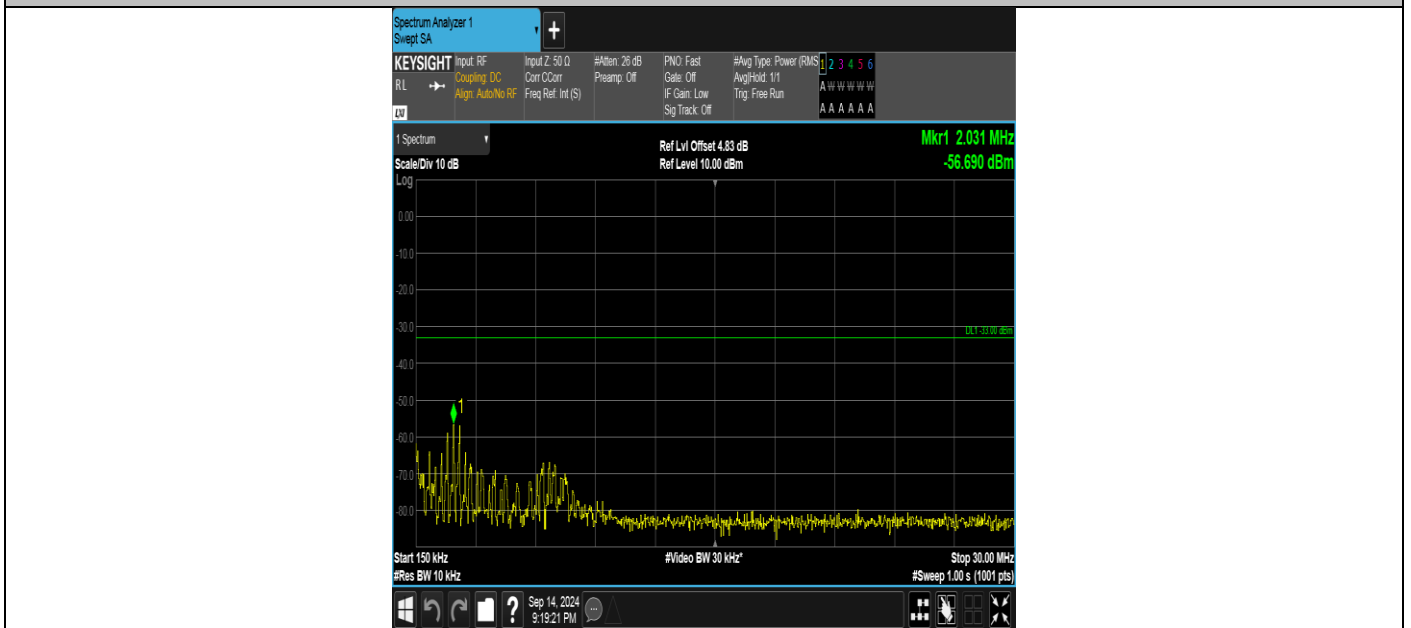 Spectrum Analyzer 1
Swept SA
+
KEYSIGHT
RL
LXI
Input: RF
Coupling: DC
Align: Auto/No RF
Input Z: 50 Ω
Corr CCorr
Freq Ref: Int (S)
#Atten: 26 dB
Preamp: Off
PNO: Fast
Gate: Off
IF Gain: Low
Sig Track: Off
#Avg Type: Power (RMS
Avg|Hold: 1/1
Trig: Free Run
1 2 3 4 5 6
A W W W W W
A A A A A A
1 Spectrum
Scale/Div 10 dB
Ref Lvl Offset 4.83 dB
Ref Level 10.00 dBm
Mkr1 2.031 MHz
-56.690 dBm
Log
0.00
-10.0
-20.0
-30.0
DL1 -33.00 dBm
-40.0
-50.0
1
-60.0
-70.0
-80.0
Start 150 kHz
#Video BW 30 kHz*
Stop 30.00 MHz
#Res BW 10 kHz
#Sweep 1.00 s (1001 pts)
?
Sep 14, 2024
9:19:21 PM